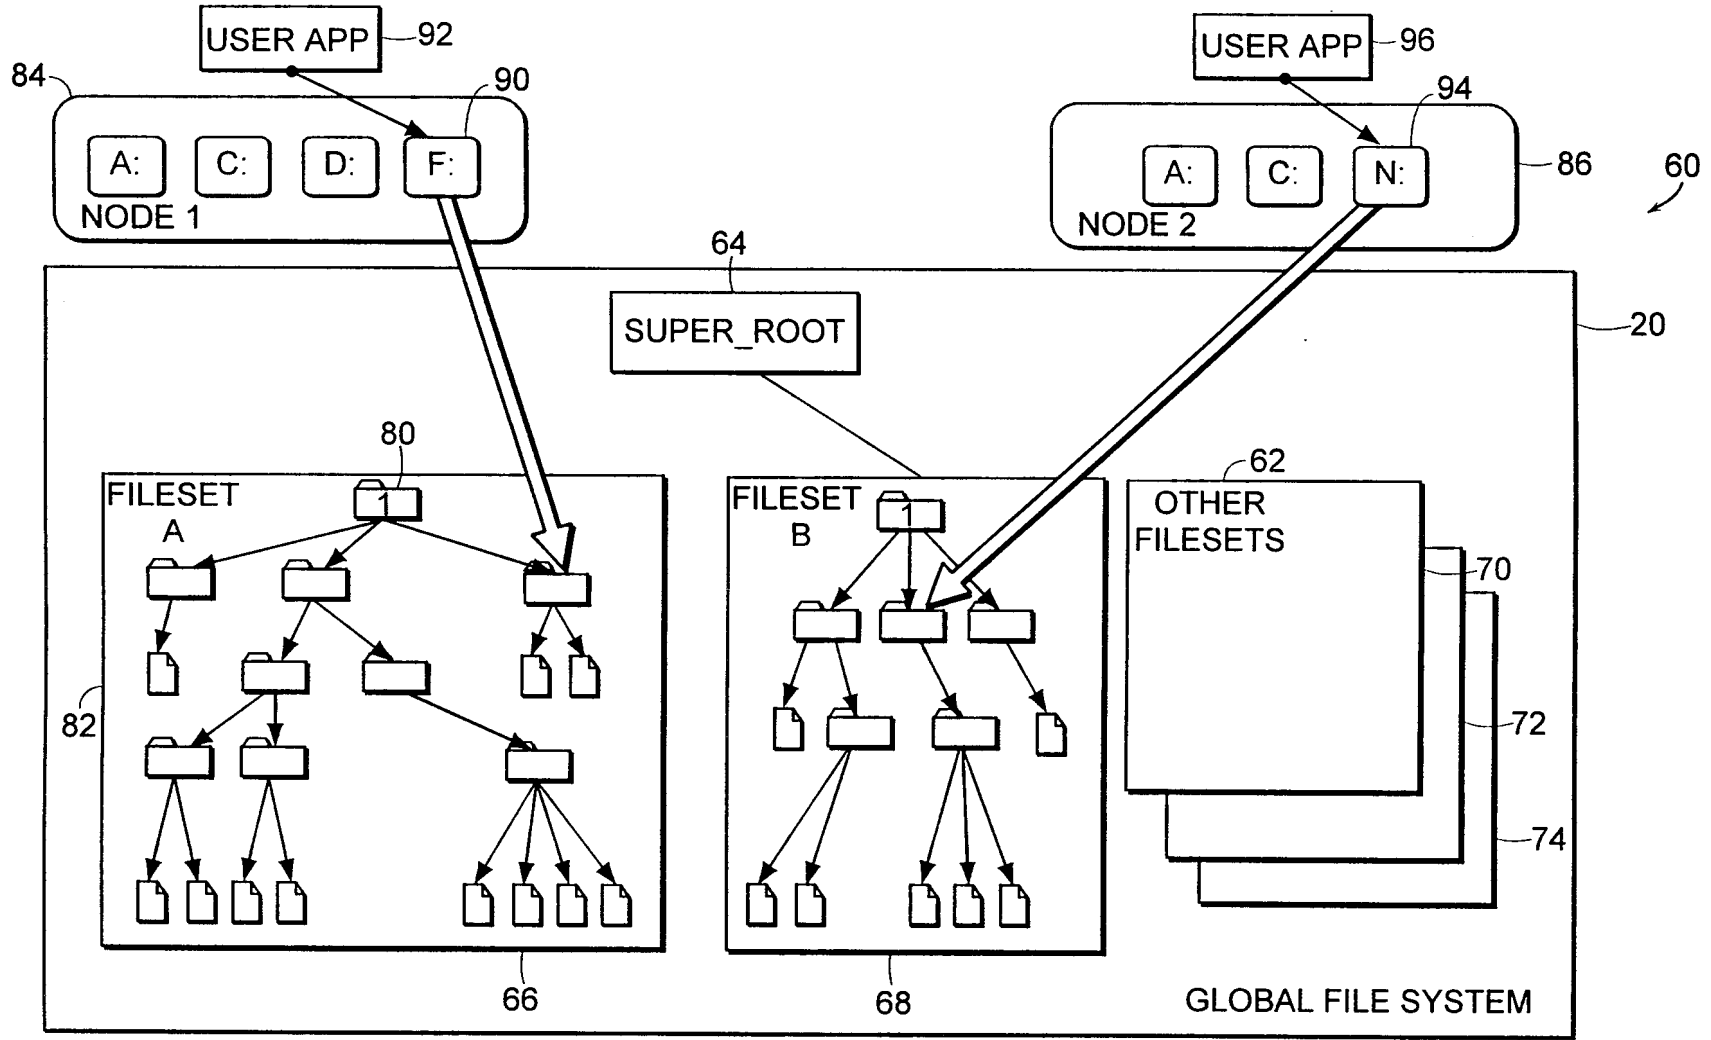 USER APP
92
USER APP
96
84
90
94
A:
C:
D:
F:
NODE 1
A:
C:
N:
NODE 2
86
60
64
SUPER_ROOT
20
80
62
FILESET
A
1
FILESET
B
1
OTHER
FILESETS
70
82
72
74
66
68
GLOBAL FILE SYSTEM